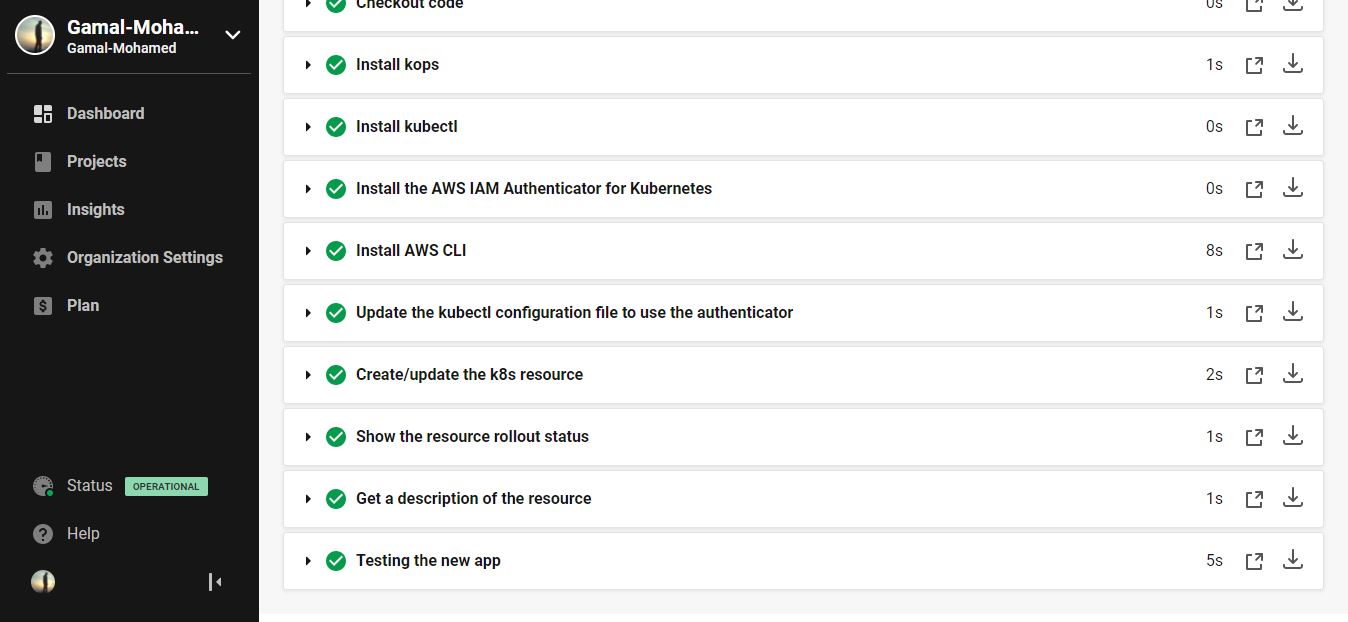 Gamal-Moha...
Gamal-Mohamed
Dashboard
Projects
Insights
Organization Settings
Plan
Status OPERATIONAL
Help
Checkout code 0s
Install kops 1s
Install kubectl 0s
Install the AWS IAM Authenticator for Kubernetes 0s
Install AWS CLI 8s
Update the kubectl configuration file to use the authenticator 1s
Create/update the k8s resource 2s
Show the resource rollout status 1s
Get a description of the resource 1s
Testing the new app 5s